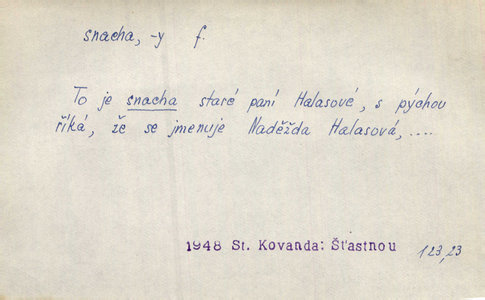 snacha, -y f.
To je snacha staré paní Halasové, s pýchou
říká, že se jmenuje Naděžda Halasová, ....
1948 St. Kovanda: Šťastnou 123,23